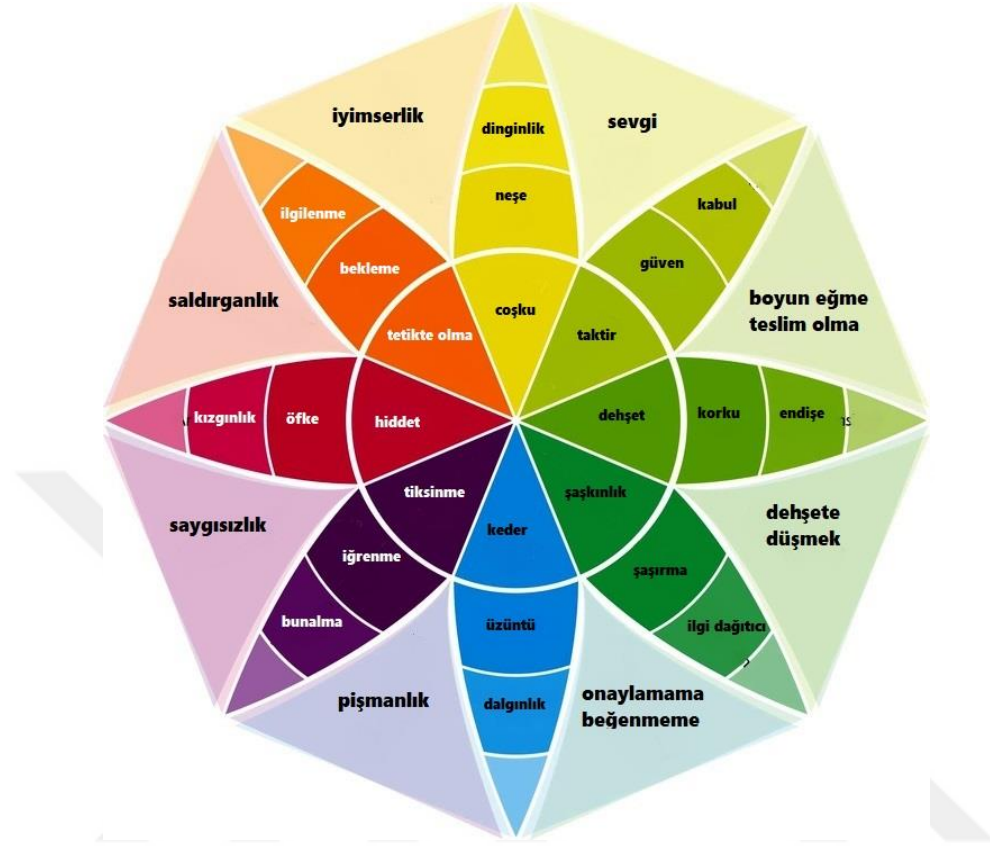 iyimserlik
sevgi
dinginlik
neşe
coşku
ilgilenme
bekleme
tetikte olma
kabul
güven
taktir
saldırganlık
boyun eğme
teslim olma
kızgınlık
öfke
hiddet
dehşet
korku
endişe
saygısızlık
tiksinme
iğrenme
bunalma
keder
üzüntü
dalgınlık
şaşkınlık
şaşırma
ilgi dağıtıcı
dehşete
düşmek
pişmanlık
onaylamama
beğenmeme